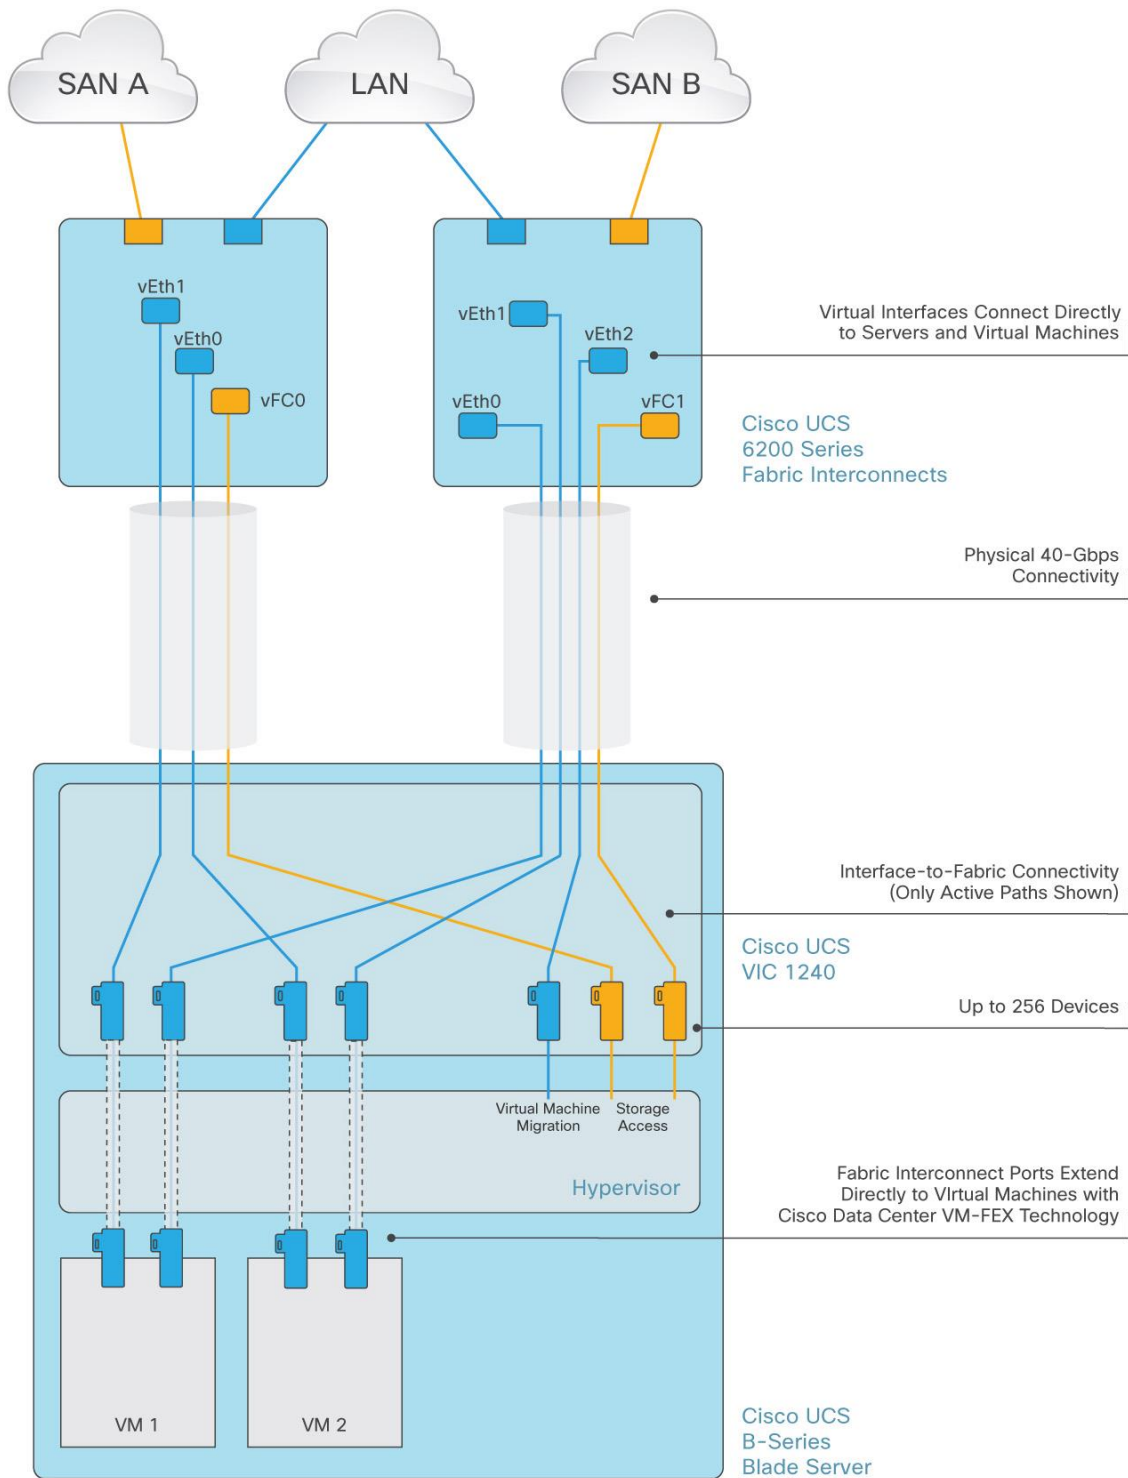 SAN A
LAN
SAN B
vEth1
vEth0
vFC0
vEth1
vEth2
vEth0
vFC1
Virtual Interfaces Connect Directly
to Servers and Virtual Machines
Cisco UCS
6200 Series
Fabric Interconnects
Physical 40-Gbps
Connectivity
Interface-to-Fabric Connectivity
(Only Active Paths Shown)
Cisco UCS
VIC 1240
Up to 256 Devices
Virtual Machine
Migration
Storage
Access
Hypervisor
Fabric Interconnect Ports Extend
Directly to VIrtual Machines with
Cisco Data Center VM-FEX Technology
VM 1
VM 2
Cisco UCS
B-Series
Blade Server